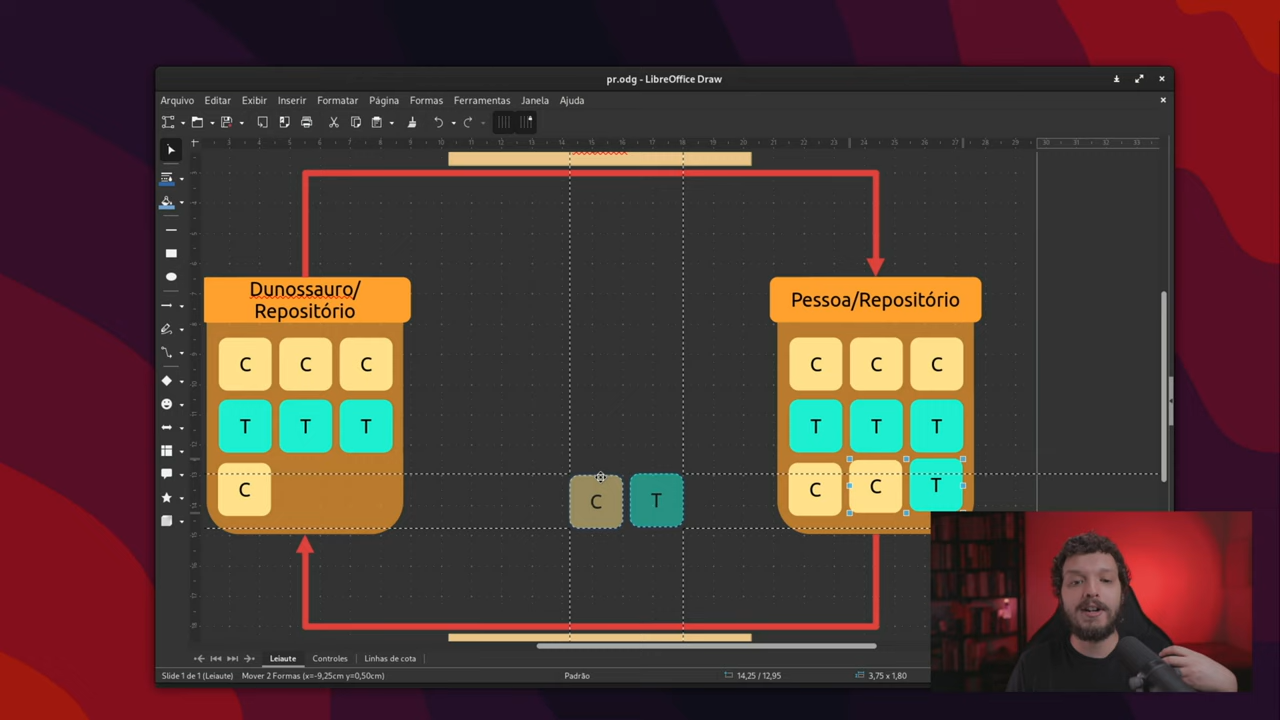 pr.odg - LibreOffice Draw
Arquivo Editar Exibir Inserir Formatar Página Formas Ferramentas Janela Ajuda
Dunossauro/
Repositório
C C C
T T T
C
C T
Pessoa/Repositório
C C C
T T T
C C T
Leiaute Controles Linhas de cota
Slide 1 de 1 (Leiaute) Mover 2 Formas (x=-9,25cm y=0,50cm) Padrão 14,25 / 12,95 3,75 x 1,80